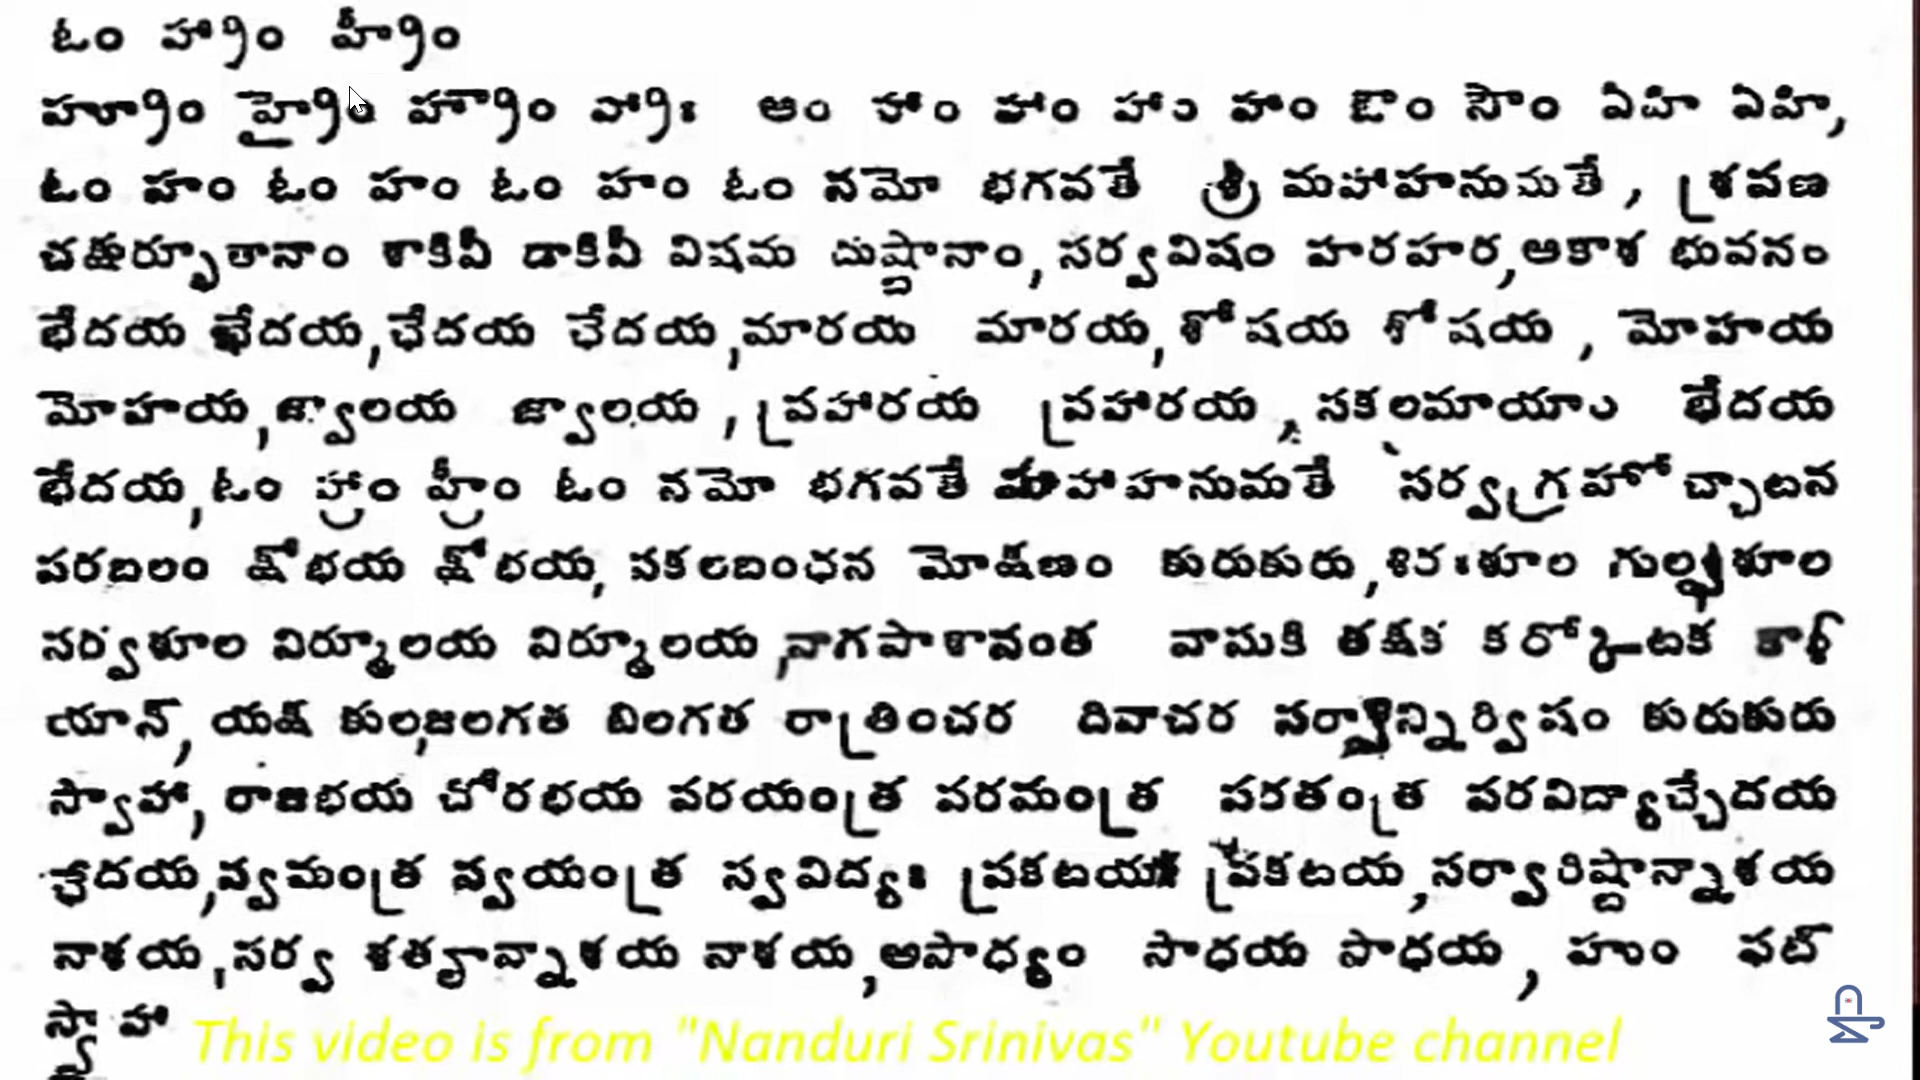 ఓం హ్రాం హ్రీం
హ్రూం హ్రైం హ్రౌం హ్రః ఆం హాం హాం హాం హాం ఔం సౌం ఏహి ఏహి,
ఓం హం ఓం హం ఓం హం ఓం నమో భగవతే శ్రీ మహాహనుమతే, శ్రవణ
చక్షుర్భూతానాం శాకినీ డాకినీ విషమ దుష్టానాం, సర్వవిషం హరహర, ఆకాశ భువనం
భేదయ భేదయ, ఛేదయ ఛేదయ, మారయ మారయ, శోషయ శోషయ, మోహయ
మోహయ, జ్వాలయ జ్వాలయ, ప్రహారయ ప్రహారయ, సకలమాయాం భేదయ
భేదయ, ఓం హ్రాం హ్రీం ఓం నమో భగవతే మహాహనుమతే సర్వగ్రహోచ్చాటన
పరబలం క్షోభయ క్షోభయ, సకలబంధన మోక్షణం కురుకురు, శిరఃశూల గుల్ఫశూల
సర్వశూల నిర్మూలయ నిర్మూలయ, నాగపాశానంత వాసుకి తక్షక కర్కోటక కాళీ
యాన్, యక్ష కుల, జలగత బిలగత రాత్రించర దివాచర సర్వాన్నిర్విషం కురుకురు
స్వాహా, రాజభయ చోరభయ పరయంత్ర పరమంత్ర పరతంత్ర పరవిద్యాచ్ఛేదయ
ఛేదయ, స్వమంత్ర స్వయంత్ర స్వవిద్యః ప్రకటయ ప్రకటయ, సర్వారిష్టాన్నాశయ
నాశయ, సర్వ శత్రూన్నాశయ నాశయ, అసాధ్యం సాధయ సాధయ, హుం ఫట్
స్వాహా This video is from "Nanduri Srinivas" Youtube channel